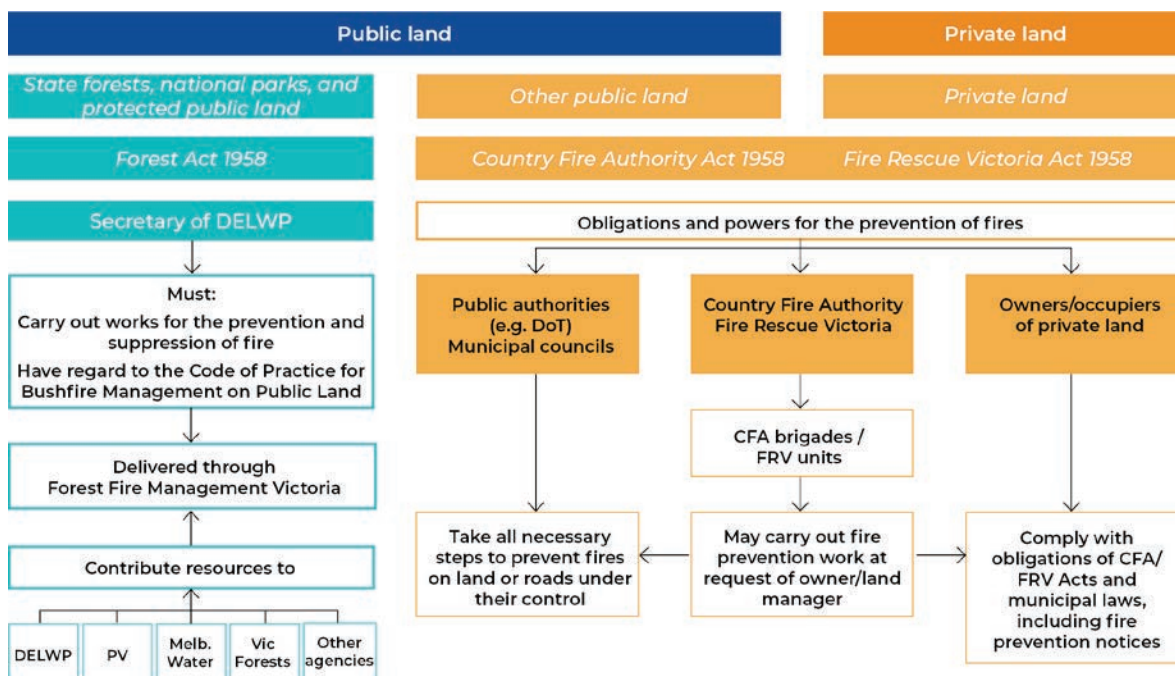 Public land
Private land
State forests, national parks, and
protected public land
Other public land
Private land
Forest Act 1958
Country Fire Authority Act 1958
Fire Rescue Victoria Act 1958
Secretary of DELWP
Obligations and powers for the prevention of fires
Must:
Carry out works for the prevention and
suppression of fire
Have regard to the Code of Practice for
Bushfire Management on Public Land
Public authorities
(e.g. DoT)
Municipal councils
Country Fire Authority
Fire Rescue Victoria
Owners/occupiers
of private land
CFA brigades /
FRV units
Delivered through
Forest Fire Management Victoria
Take all necessary
steps to prevent fires
on land or roads under
their control
May carry out fire
prevention work at
request of owner/land
manager
Comply with
obligations of CFA/
FRV Acts and
municipal laws,
including fire
prevention notices
Contribute resources to
DELWP
PV
Melb.
Water
Vic
Forests
Other
agencies